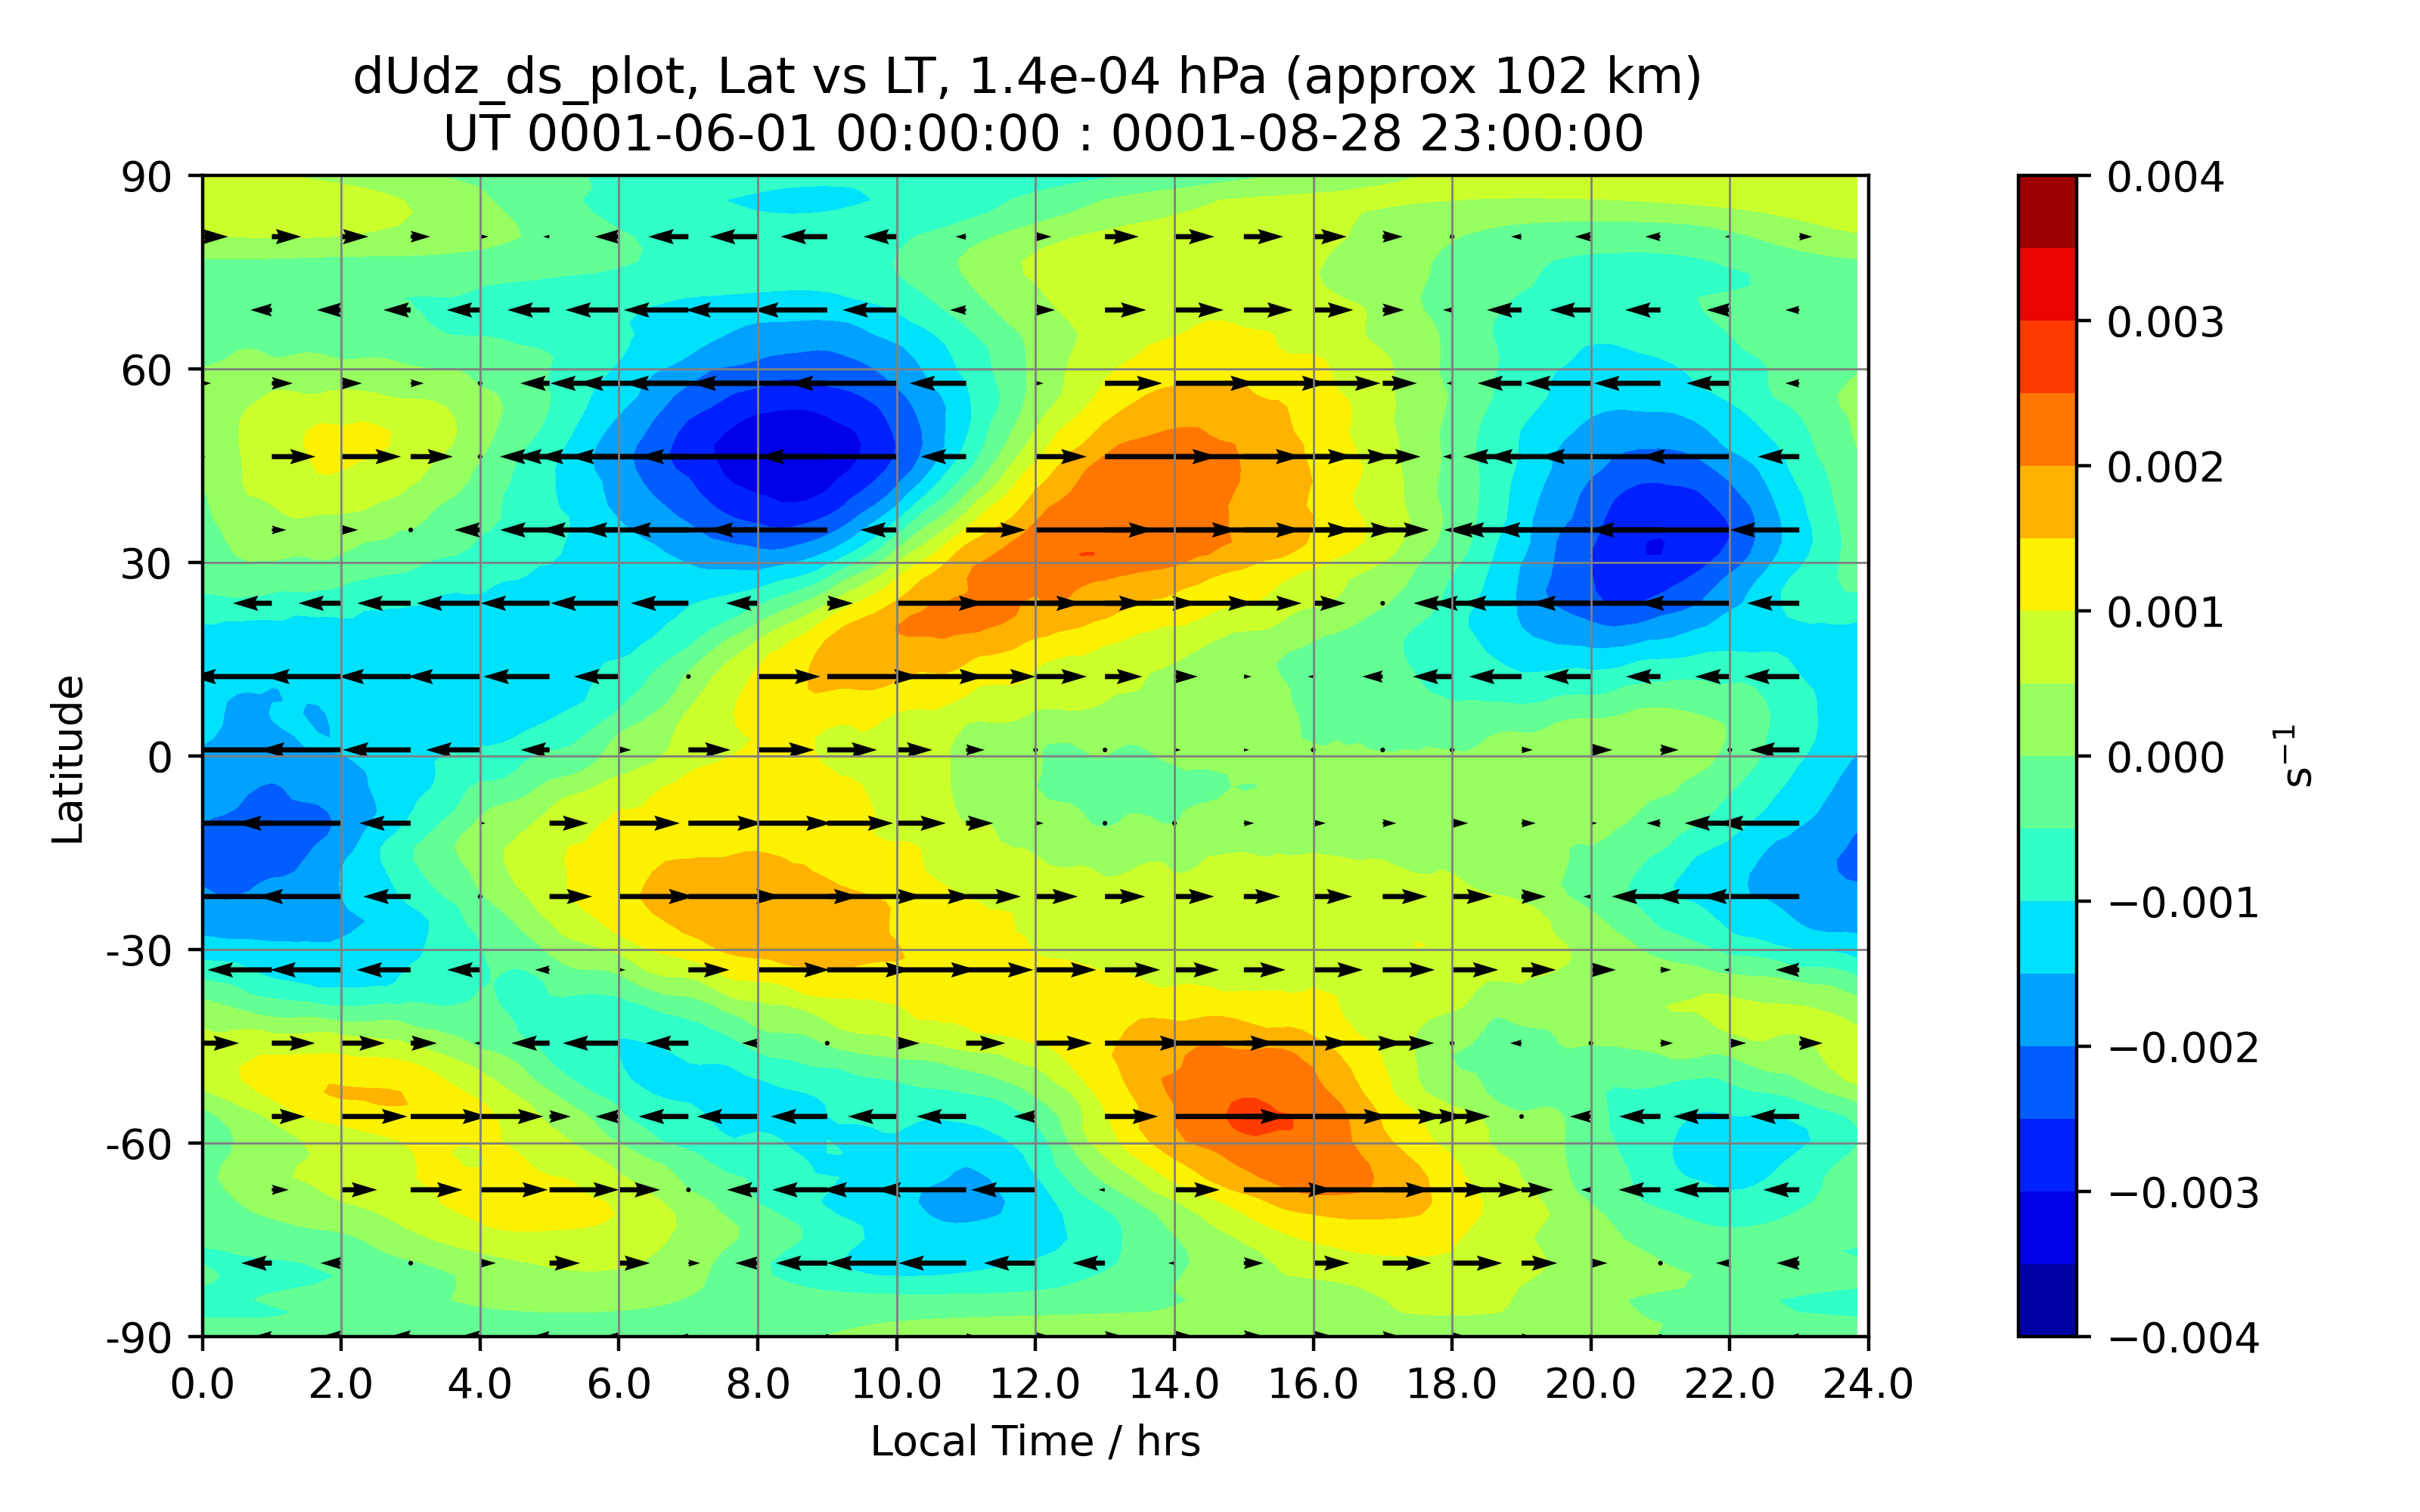 dUdz_ds_plot, Lat vs LT, 1.4e-04 hPa (approx 102 km)
UT 0001-06-01 00:00:00 : 0001-08-28 23:00:00
90
60
30
0
-30
-60
-90
Latitude
0.0 2.0 4.0 6.0 8.0 10.0 12.0 14.0 16.0 18.0 20.0 22.0 24.0
Local Time / hrs
0.004
0.003
0.002
0.001
0.000
−0.001
−0.002
−0.003
−0.004
s⁻¹